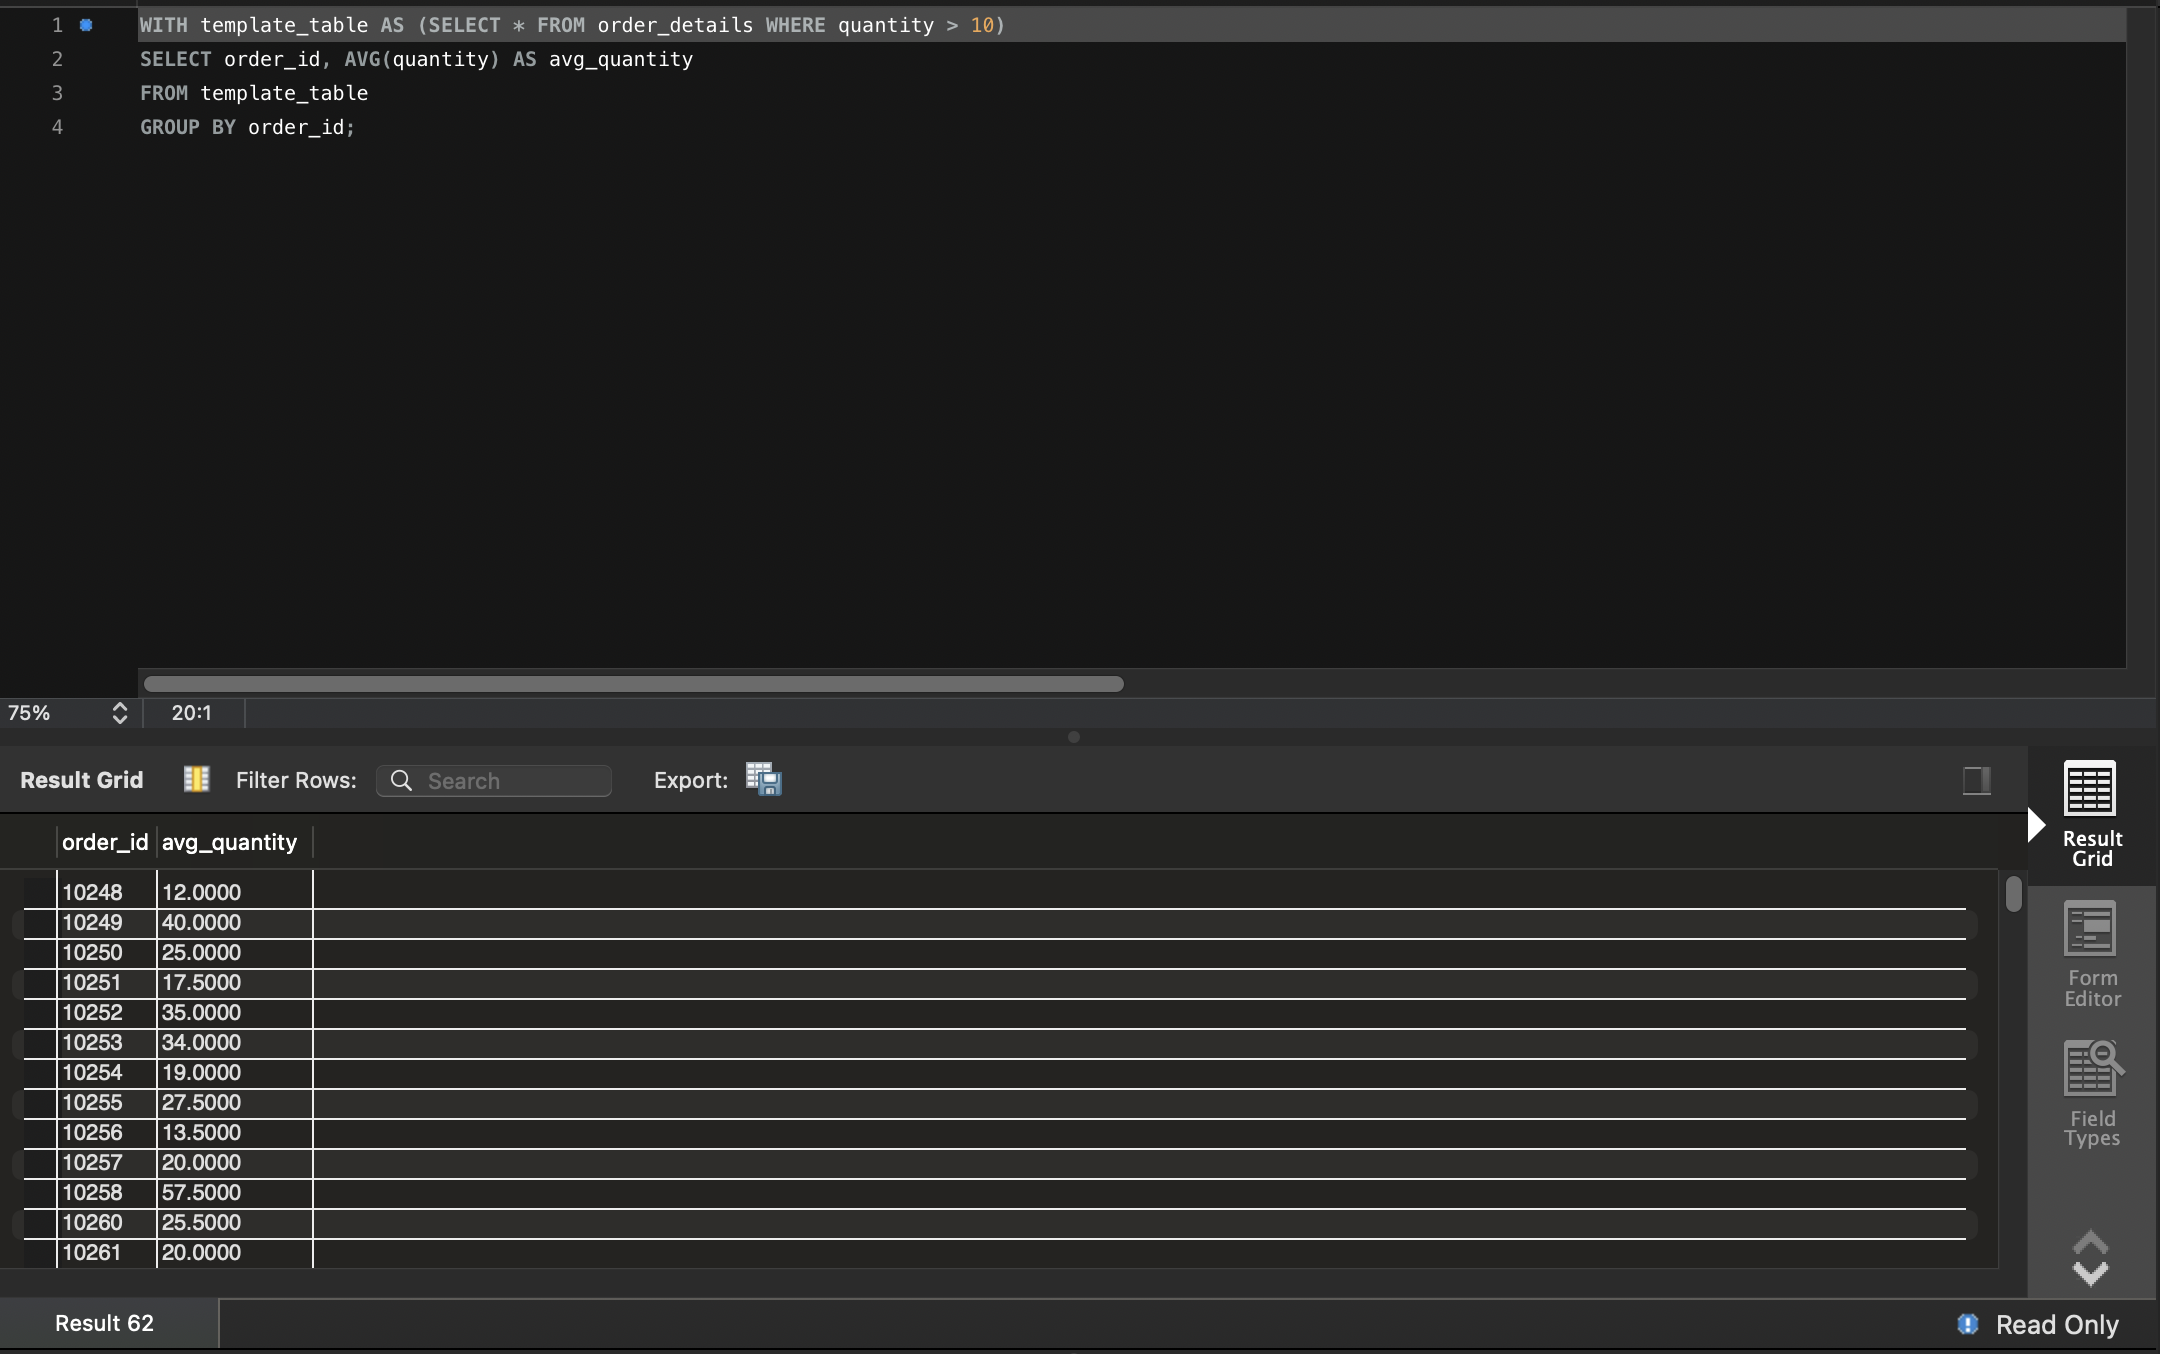 1 WITH template_table AS (SELECT * FROM order_details WHERE quantity > 10)
2 SELECT order_id, AVG(quantity) AS avg_quantity
3 FROM template_table
4 GROUP BY order_id;
75% 20:1
Result Grid Filter Rows: Search Export:
Result
Grid
Form
Editor
Field
Types
order_id avg_quantity
10248 12.0000
10249 40.0000
10250 25.0000
10251 17.5000
10252 35.0000
10253 34.0000
10254 19.0000
10255 27.5000
10256 13.5000
10257 20.0000
10258 57.5000
10260 25.5000
10261 20.0000
Result 62 Read Only